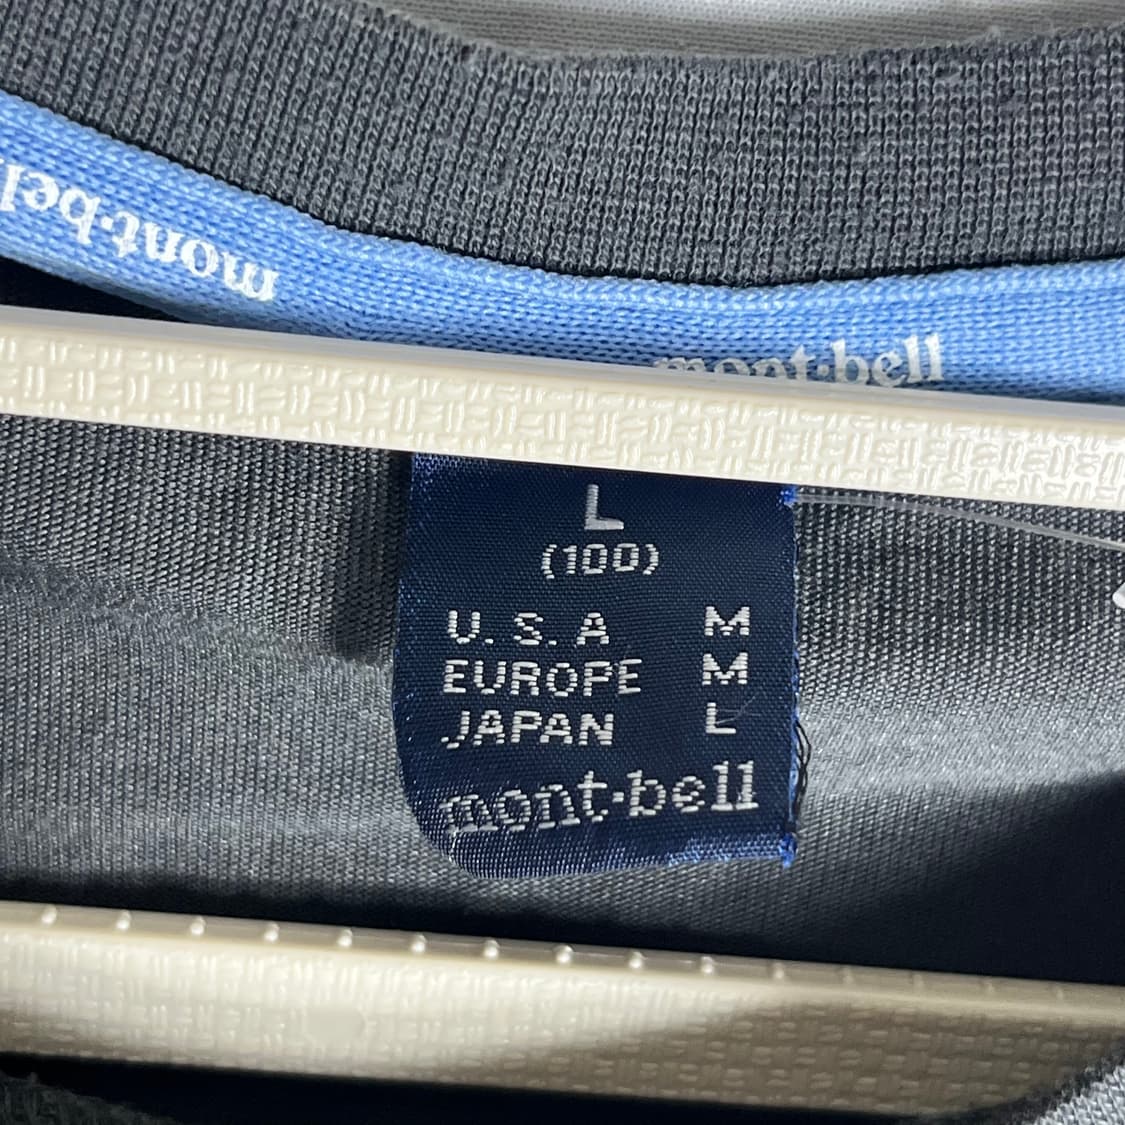 mont·bell
mont·bell
L
(100)
U.S.A M
EUROPE M
JAPAN L
mont·bell